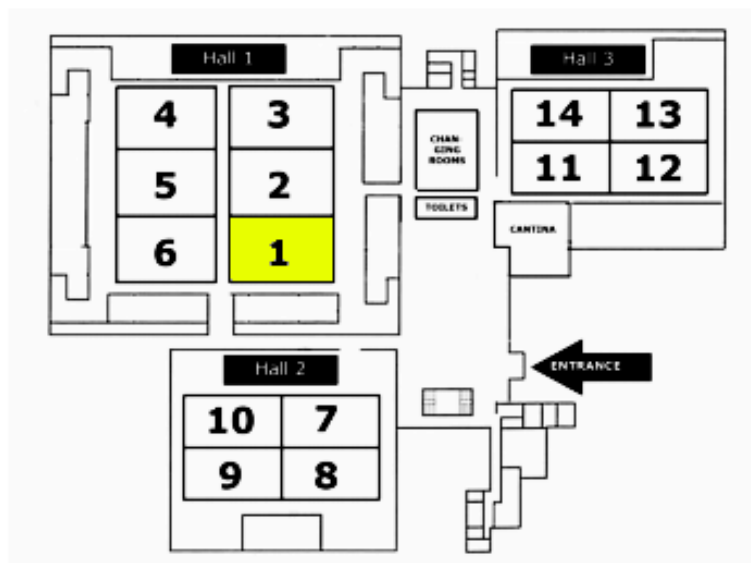 Hall 1
4 3
5 2
6 1
CHAN-
GING
ROOMS
TOILETS
Hall 3
14 13
11 12
CANTINA
ENTRANCE
Hall 2
10 7
9 8